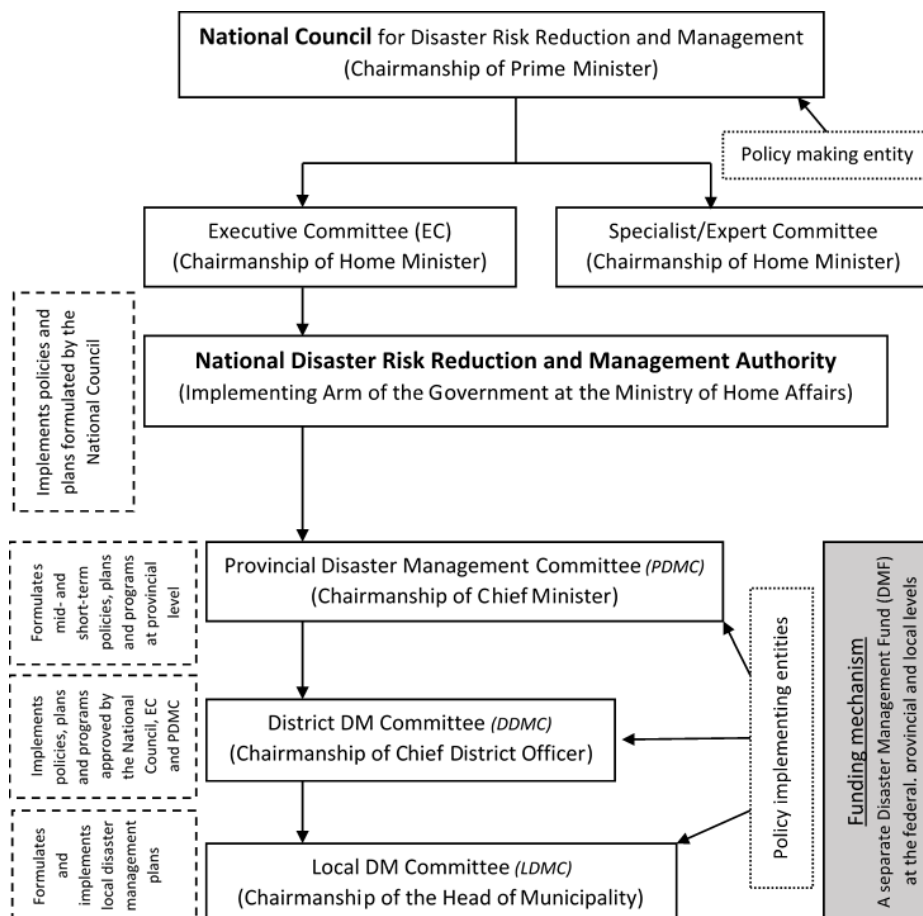 National Council for Disaster Risk Reduction and Management
(Chairmanship of Prime Minister)
Policy making entity
Executive Committee (EC)
(Chairmanship of Home Minister)
Specialist/Expert Committee
(Chairmanship of Home Minister)
Implements policies and
plans formulated by the
National Council
National Disaster Risk Reduction and Management Authority
(Implementing Arm of the Government at the Ministry of Home Affairs)
Formulates
mid- and
short-term
policies, plans
and programs
at provincial
level
Provincial Disaster Management Committee (PDMC)
(Chairmanship of Chief Minister)
Implements
policies, plans
and programs
approved by
the National
Council, EC
and PDMC
District DM Committee (DDMC)
(Chairmanship of Chief District Officer)
Formulates
and
implements
local disaster
management
plans
Local DM Committee (LDMC)
(Chairmanship of the Head of Municipality)
Policy implementing entities
Funding mechanism
A separate Disaster Management Fund (DMF)
at the federal, provincial and local levels